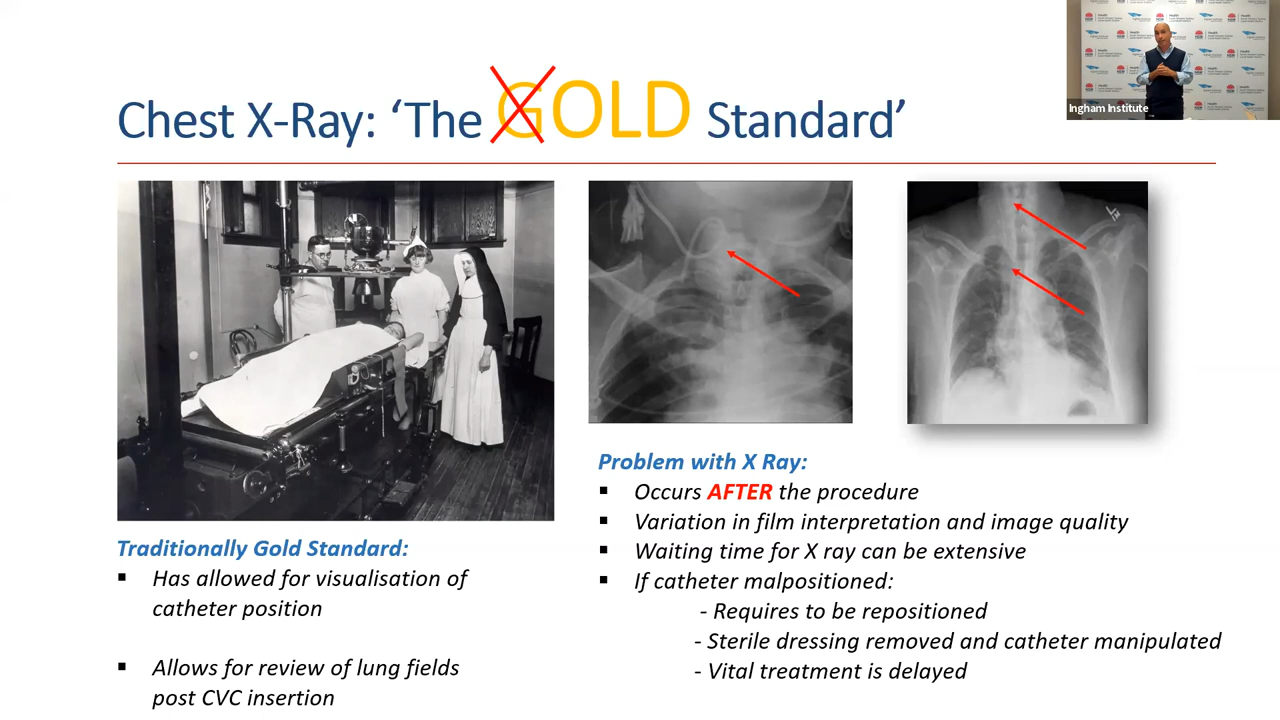 Chest X-Ray: ‘The GOLD Standard’
Ingham Institute
Traditionally Gold Standard:
▪ Has allowed for visualisation of
catheter position
▪ Allows for review of lung fields
post CVC insertion
Problem with X Ray:
▪ Occurs AFTER the procedure
▪ Variation in film interpretation and image quality
▪ Waiting time for X ray can be extensive
▪ If catheter malpositioned:
- Requires to be repositioned
- Sterile dressing removed and catheter manipulated
- Vital treatment is delayed